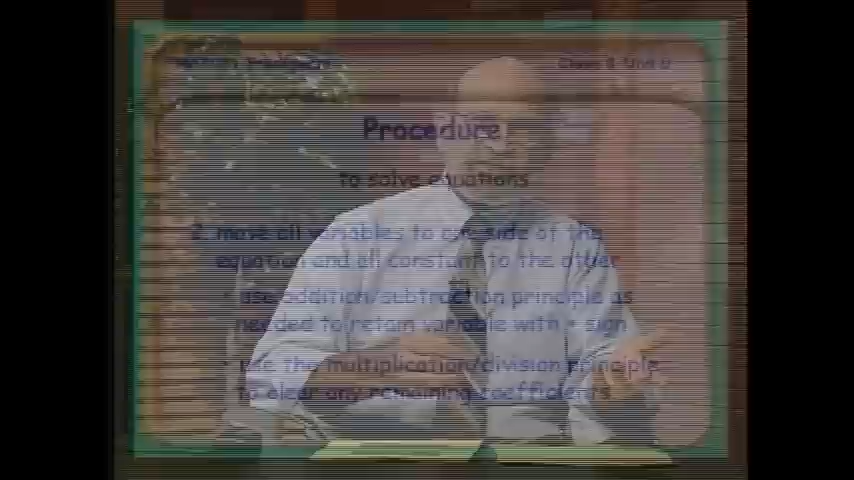 Procedure
to solve equations
2. move all variables to one side of the
equation and all constant to the other
• use addition/subtraction principle as
needed to retain variable with + sign
• use the multiplication/division principle
to clear any remaining coefficients